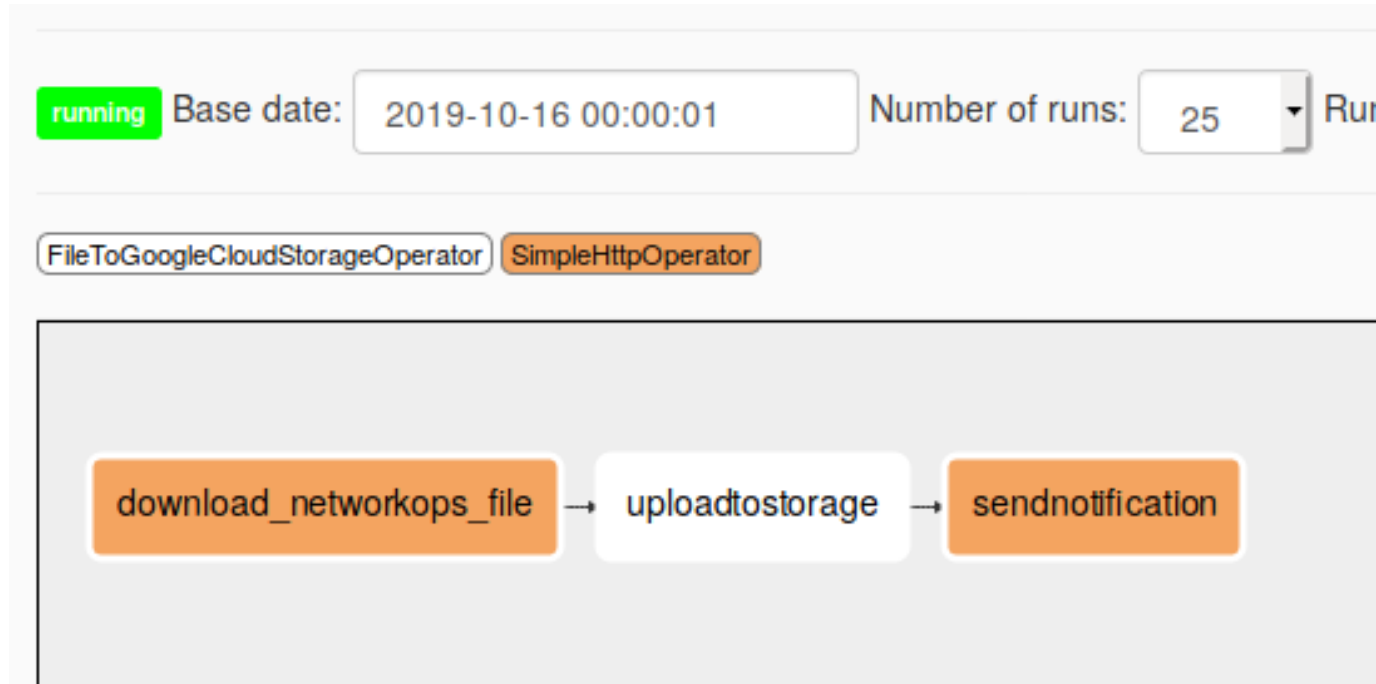 running Base date: 2019-10-16 00:00:01 Number of runs: 25
FileToGoogleCloudStorageOperator SimpleHttpOperator
download_networkops_file uploadtostorage sendnotification